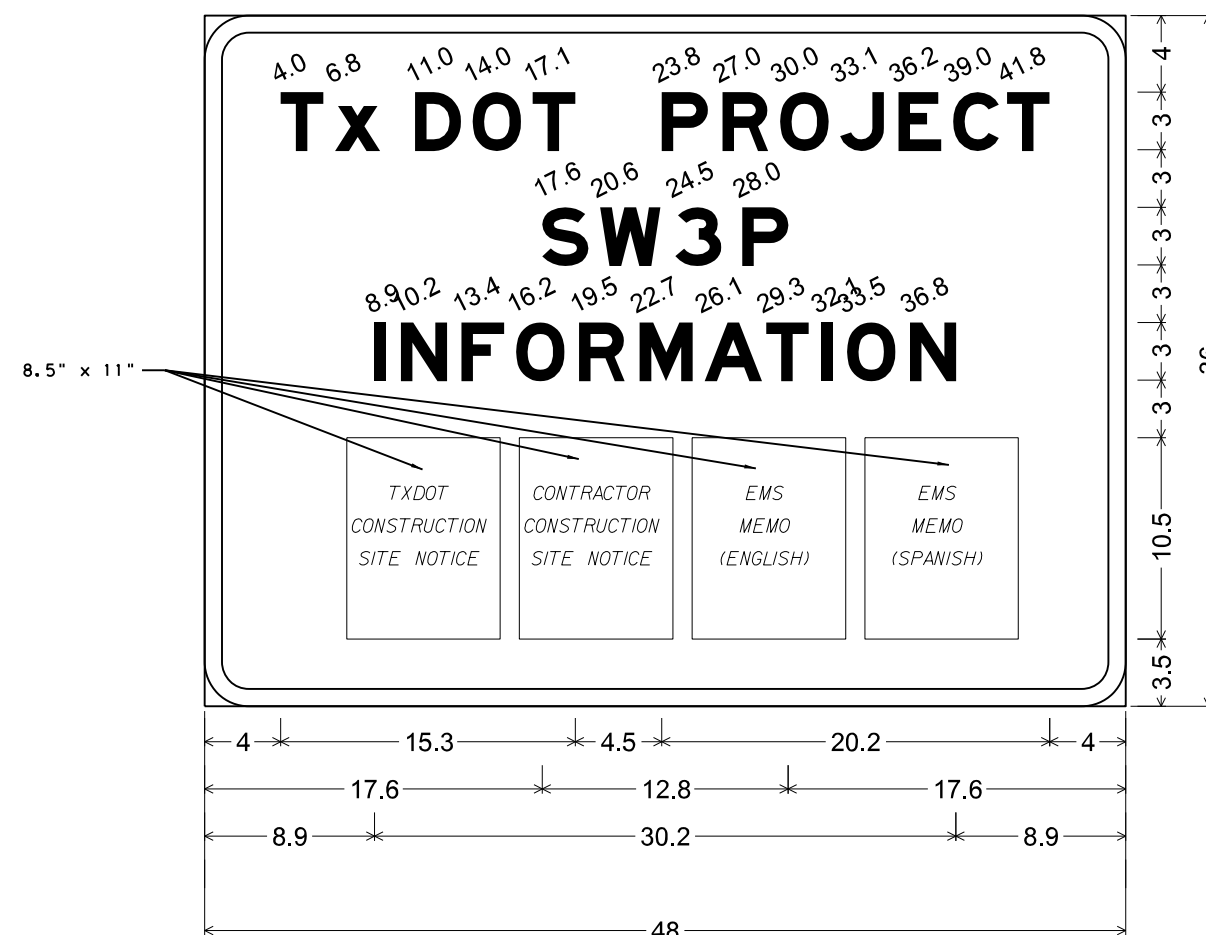 4.0 6.8 11.0 14.0 17.1 23.8 27.0 30.0 33.1 36.2 39.0 41.8
Tx DOT PROJECT
17.6 20.6 24.5 28.0
SW3P
8.9 10.2 13.4 16.2 19.5 22.7 26.1 29.3 32.1 33.5 36.8
INFORMATION
8.5" x 11"
TXDOT
CONSTRUCTION
SITE NOTICE
CONTRACTOR
CONSTRUCTION
SITE NOTICE
EMS
MEMO
(ENGLISH)
EMS
MEMO
(SPANISH)
4
3
3
3
3
3
3
10.5
3.5
4 15.3 4.5 20.2 4
17.6 12.8 17.6
8.9 30.2 8.9
48